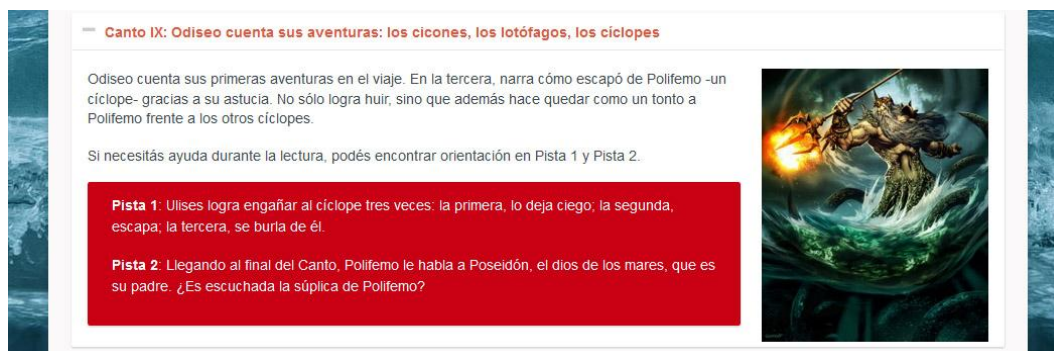 Canto IX: Odiseo cuenta sus aventuras: los cicones, los lotófagos, los cíclopes
Odiseo cuenta sus primeras aventuras en el viaje. En la tercera, narra cómo escapó de Polifemo -un
cíclope- gracias a su astucia. No sólo logra huir, sino que además hace quedar como un tonto a
Polifemo frente a los otros cíclopes.
Si necesitás ayuda durante la lectura, podés encontrar orientación en Pista 1 y Pista 2.
Pista 1: Ulises logra engañar al cíclope tres veces: la primera, lo deja ciego; la segunda,
escapa; la tercera, se burla de él.
Pista 2: Llegando al final del Canto, Polifemo le habla a Poseidón, el dios de los mares, que es
su padre. ¿Es escuchada la súplica de Polifemo?